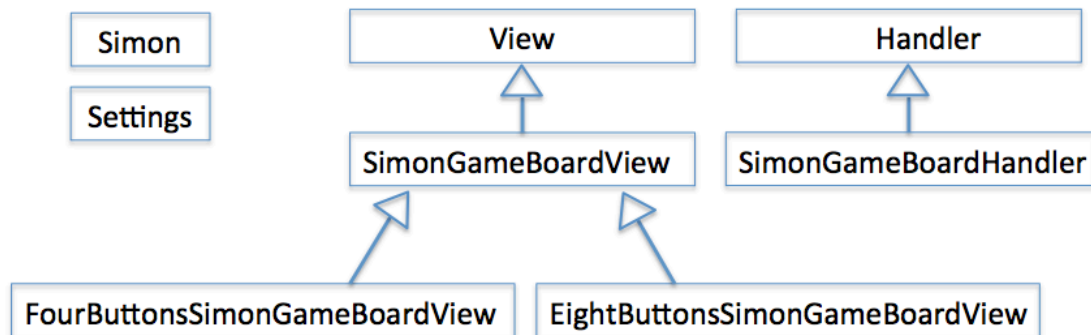 Simon
View
Handler
Settings
SimonGameBoardView
SimonGameBoardHandler
FourButtonsSimonGameBoardView
EightButtonsSimonGameBoardView